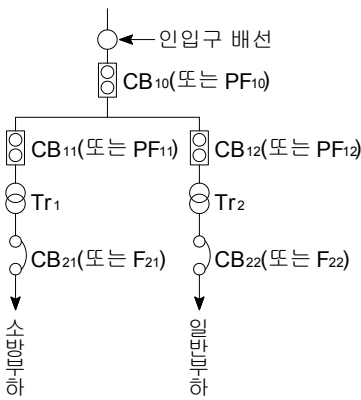 인입구 배선
CB10(또는 PF10)
CB11(또는 PF11)
CB12(또는 PF12)
Tr1
Tr2
CB21(또는 F21)
CB22(또는 F22)
소방부하
일반부하